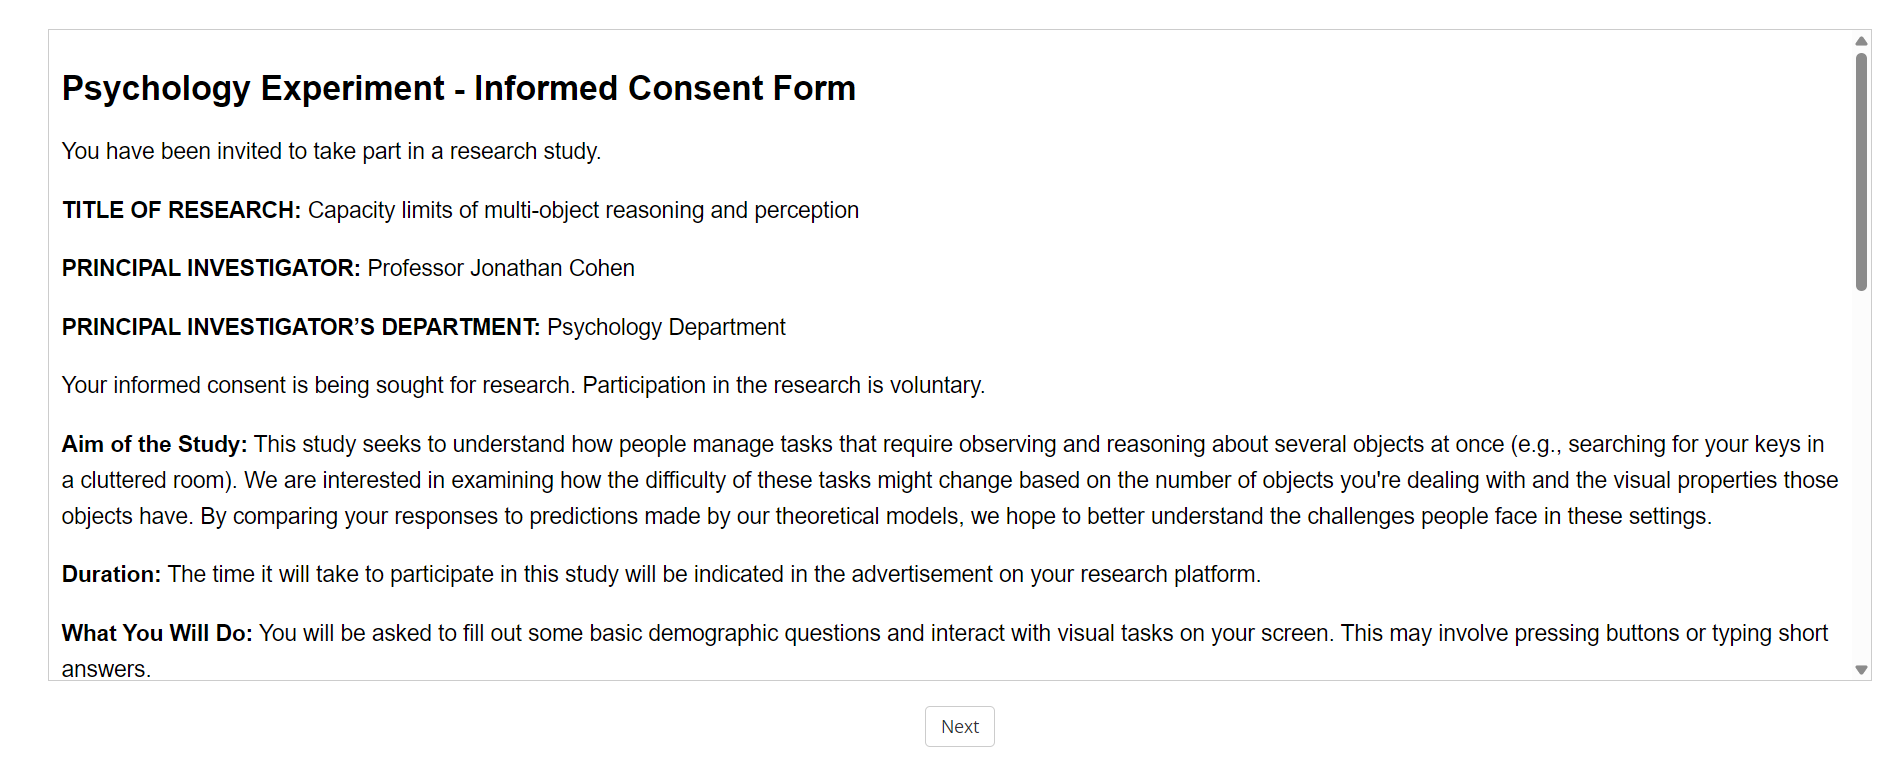 Psychology Experiment - Informed Consent Form
You have been invited to take part in a research study.
TITLE OF RESEARCH: Capacity limits of multi-object reasoning and perception
PRINCIPAL INVESTIGATOR: Professor Jonathan Cohen
PRINCIPAL INVESTIGATOR’S DEPARTMENT: Psychology Department
Your informed consent is being sought for research. Participation in the research is voluntary.
Aim of the Study: This study seeks to understand how people manage tasks that require observing and reasoning about several objects at once (e.g., searching for your keys in
a cluttered room). We are interested in examining how the difficulty of these tasks might change based on the number of objects you're dealing with and the visual properties those
objects have. By comparing your responses to predictions made by our theoretical models, we hope to better understand the challenges people face in these settings.
Duration: The time it will take to participate in this study will be indicated in the advertisement on your research platform.
What You Will Do: You will be asked to fill out some basic demographic questions and interact with visual tasks on your screen. This may involve pressing buttons or typing short
answers.
Next